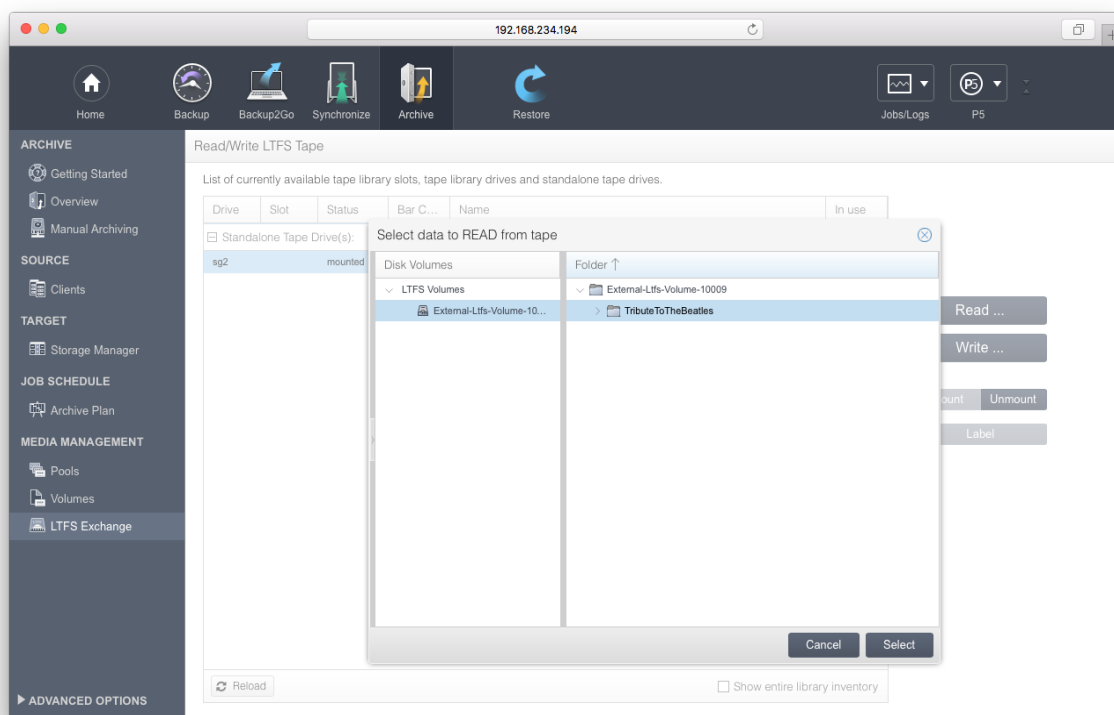 192.168.234.194
Home
Backup
Backup2Go
Synchronize
Archive
Restore
Jobs/Logs
P5
P5
ARCHIVE
Getting Started
Overview
Manual Archiving
SOURCE
Clients
TARGET
Storage Manager
JOB SCHEDULE
Archive Plan
MEDIA MANAGEMENT
Pools
Volumes
LTFS Exchange
ADVANCED OPTIONS
Read/Write LTFS Tape
List of currently available tape library slots, tape library drives and standalone tape drives.
Drive Slot Status Bar C... Name In use
Standalone Tape Drive(s):
sg2 mounted
Select data to READ from tape
Disk Volumes
LTFS Volumes
External-Ltfs-Volume-10...
Folder
External-Ltfs-Volume-10009
TributeToTheBeatles
Cancel Select
Read ...
Write ...
ount Unmount
Label
Reload
Show entire library inventory